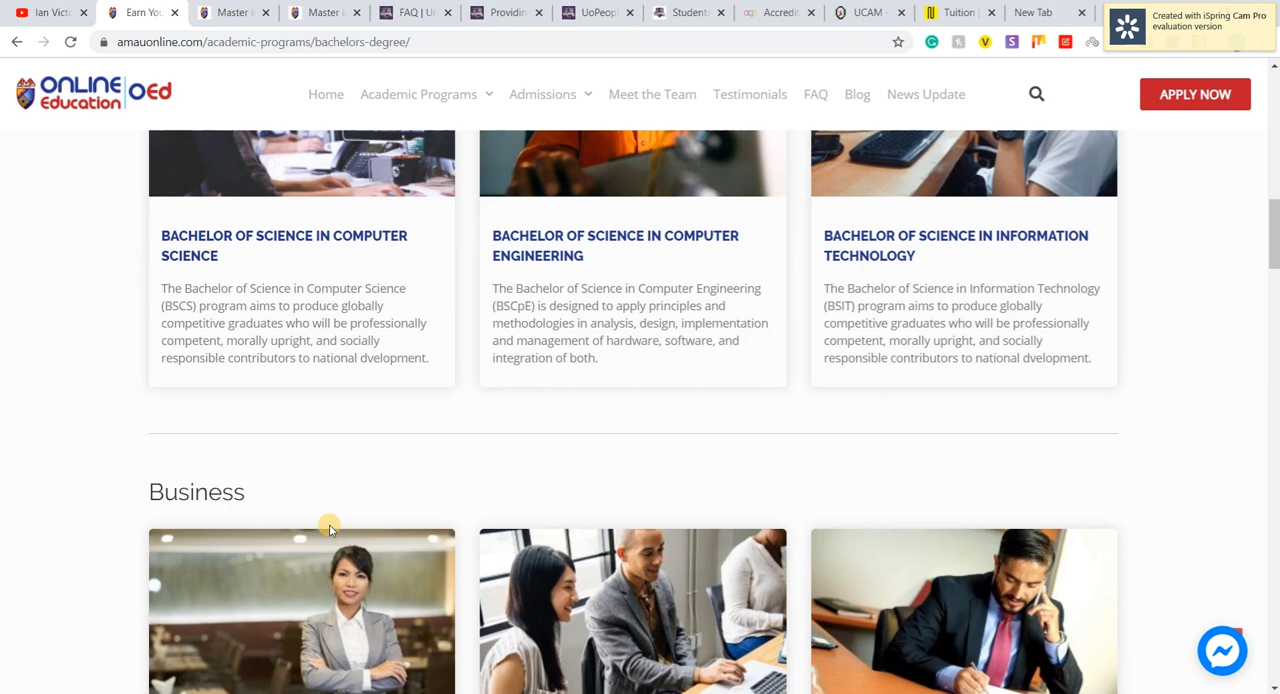 Ian Victo
Earn You
Master i
Master i
FAQ | Un
Providin
UoPeopl
Students
Accredit
UCAM -
Tuition |
New Tab
Created with iSpring Cam Pro
evaluation version
amauonline.com/academic-programs/bachelors-degree/
ONLINE
Education OEd
Home Academic Programs Admissions Meet the Team Testimonials FAQ Blog News Update
APPLY NOW
BACHELOR OF SCIENCE IN COMPUTER
SCIENCE
The Bachelor of Science in Computer Science
(BSCS) program aims to produce globally
competitive graduates who will be professionally
competent, morally upright, and socially
responsible contributors to national dvelopment.
BACHELOR OF SCIENCE IN COMPUTER
ENGINEERING
The Bachelor of Science in Computer Engineering
(BSCpE) is designed to apply principles and
methodologies in analysis, design, implementation
and management of hardware, software, and
integration of both.
BACHELOR OF SCIENCE IN INFORMATION
TECHNOLOGY
The Bachelor of Science in Information Technology
(BSIT) program aims to produce globally
competitive graduates who will be professionally
competent, morally upright, and socially
responsible contributors to national dvelopment.
Business